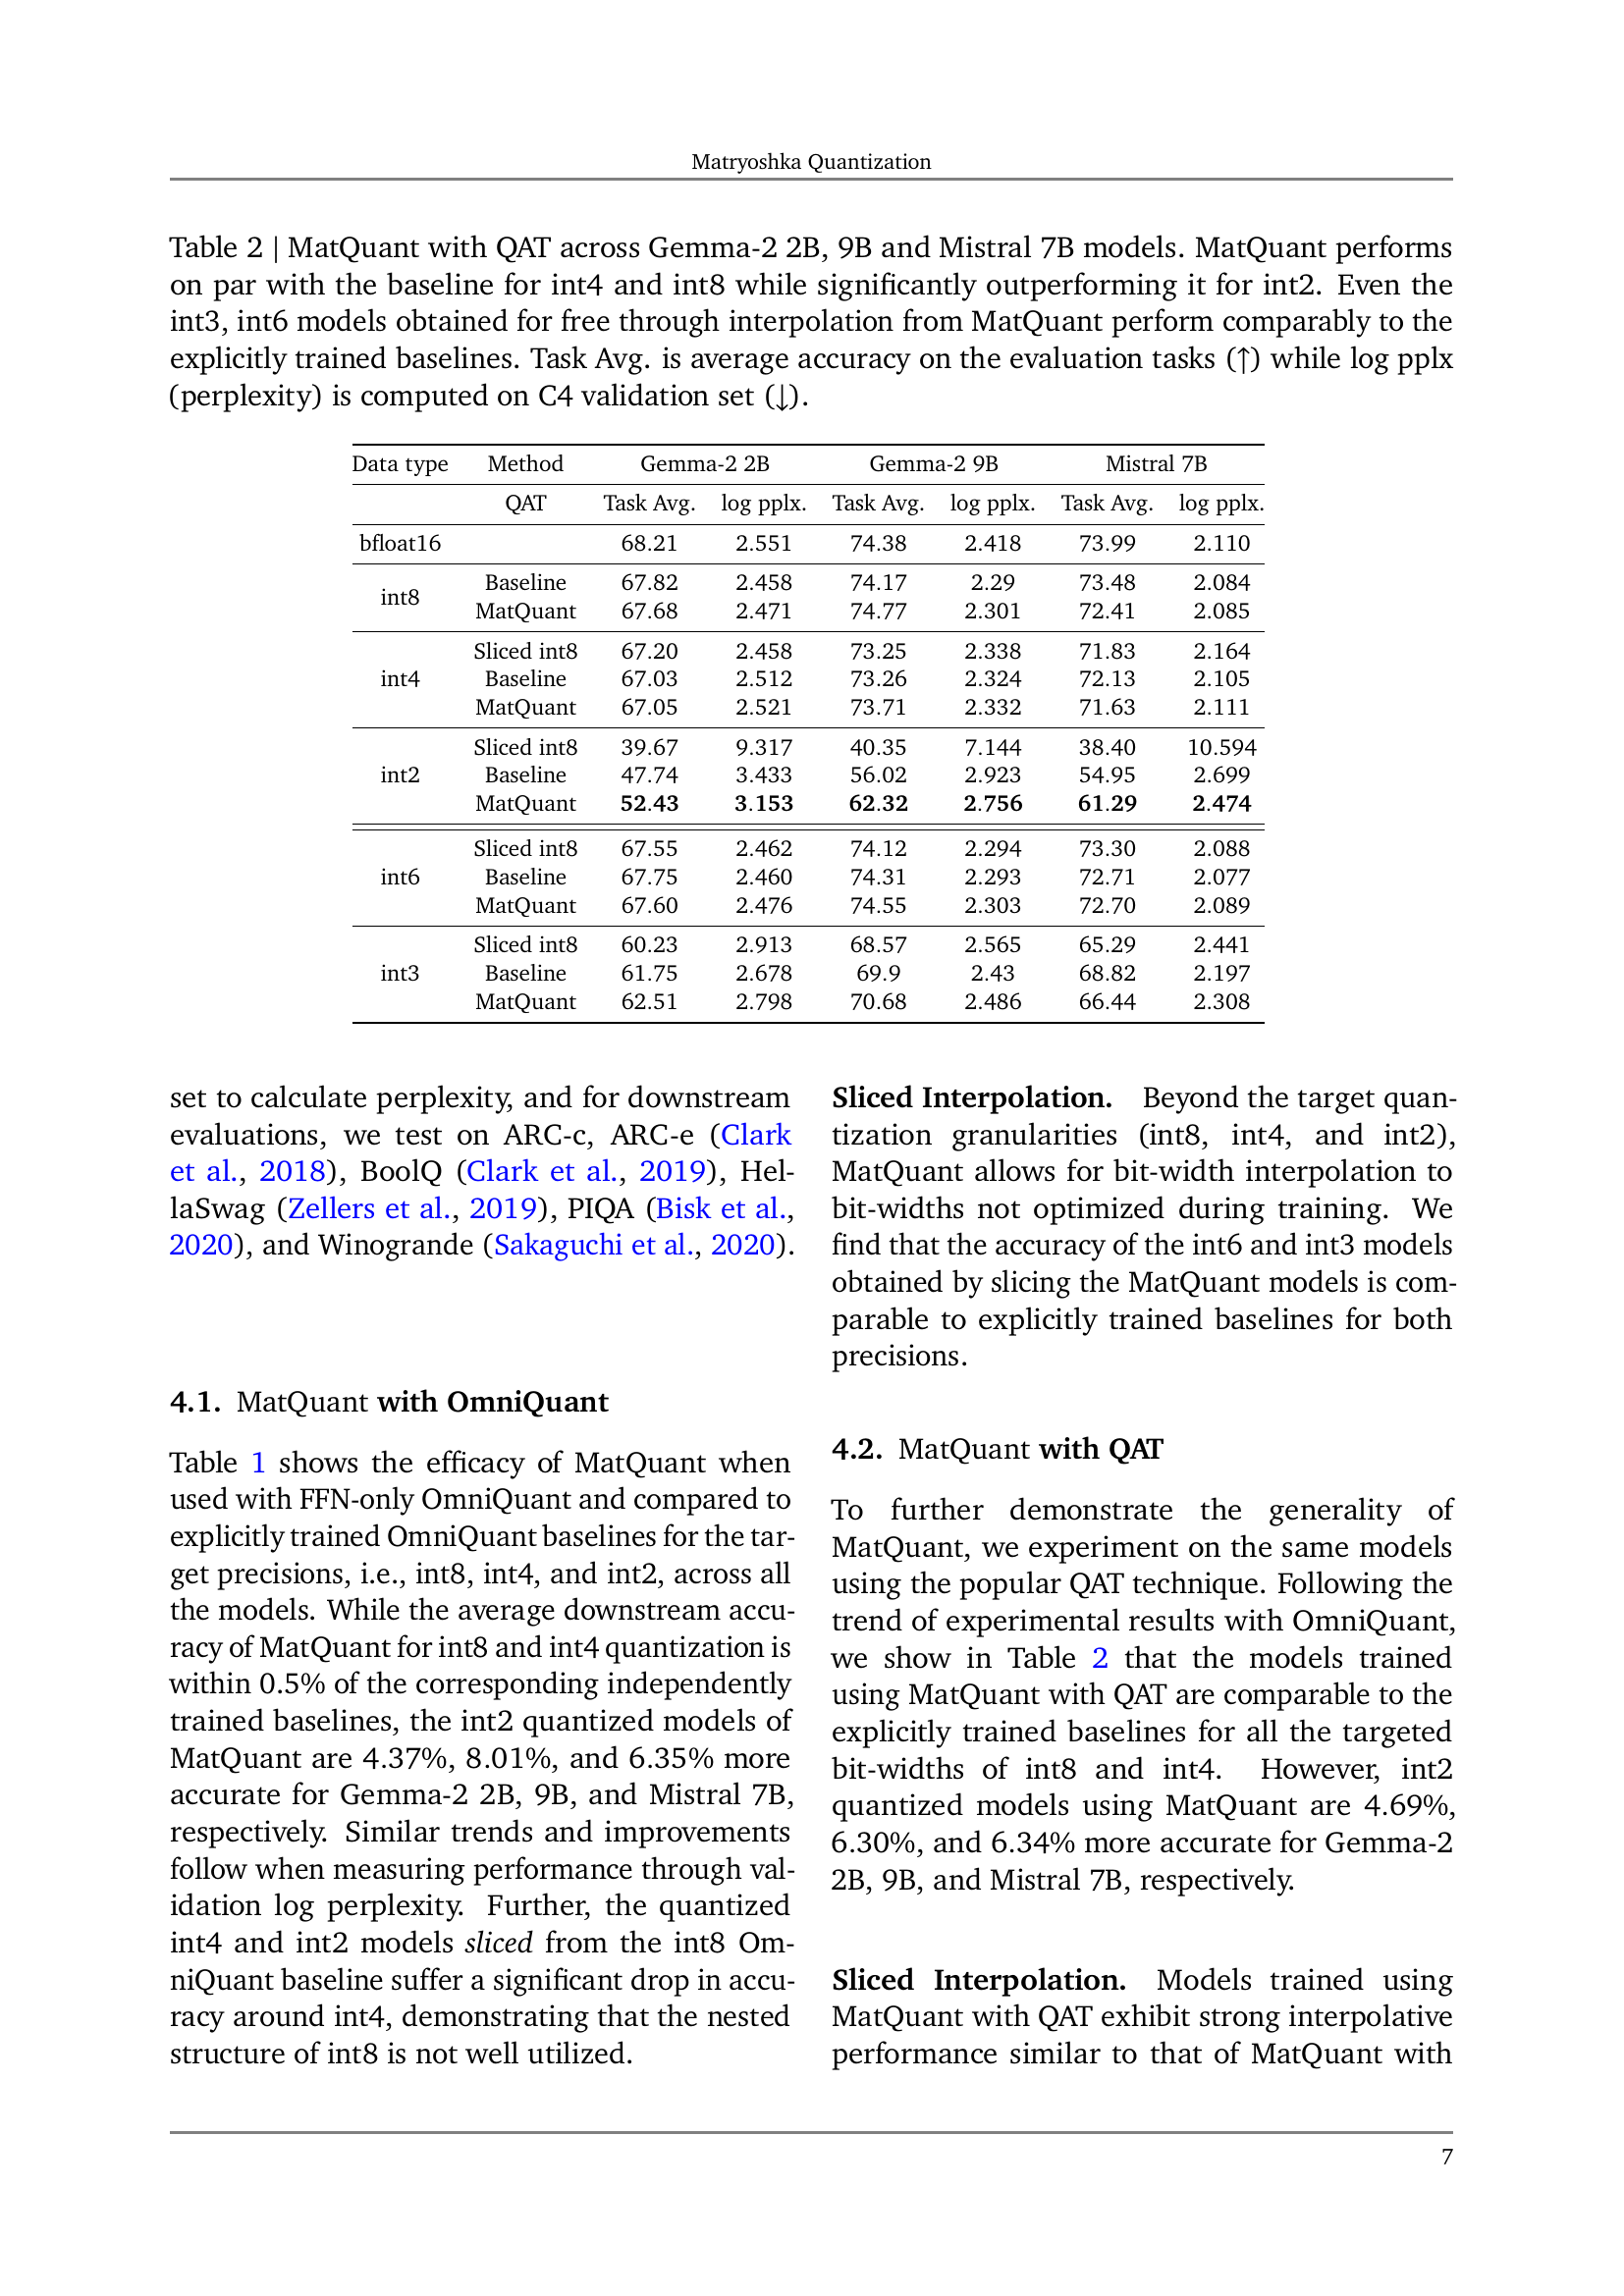 Matryoshka Quantization
Table 2 | MatQuant with QAT across Gemma-2 2B, 9B and Mistral 7B models. MatQuant performs
on par with the baseline for int4 and int8 while significantly outperforming it for int2. Even the
int3, int6 models obtained for free through interpolation from MatQuant perform comparably to the
explicitly trained baselines. Task Avg. is average accuracy on the evaluation tasks (↑) while log pplx
(perplexity) is computed on C4 validation set (↓).
Data type Method Gemma-2 2B Gemma-2 9B Mistral 7B
QAT Task Avg. log pplx. Task Avg. log pplx. Task Avg. log pplx.
bfloat16 68.21 2.551 74.38 2.418 73.99 2.110
int8
Baseline 67.82 2.458 74.17 2.29 73.48 2.084
MatQuant 67.68 2.471 74.77 2.301 72.41 2.085
int4
Sliced int8 67.20 2.458 73.25 2.338 71.83 2.164
Baseline 67.03 2.512 73.26 2.324 72.13 2.105
MatQuant 67.05 2.521 73.71 2.332 71.63 2.111
int2
Sliced int8 39.67 9.317 40.35 7.144 38.40 10.594
Baseline 47.74 3.433 56.02 2.923 54.95 2.699
MatQuant 52.43 3.153 62.32 2.756 61.29 2.474
int6
Sliced int8 67.55 2.462 74.12 2.294 73.30 2.088
Baseline 67.75 2.460 74.31 2.293 72.71 2.077
MatQuant 67.60 2.476 74.55 2.303 72.70 2.089
int3
Sliced int8 60.23 2.913 68.57 2.565 65.29 2.441
Baseline 61.75 2.678 69.9 2.43 68.82 2.197
MatQuant 62.51 2.798 70.68 2.486 66.44 2.308
set to calculate perplexity, and for downstream
evaluations, we test on ARC-c, ARC-e (Clark
et al., 2018), BoolQ (Clark et al., 2019), Hel-
laSwag (Zellers et al., 2019), PIQA (Bisk et al.,
2020), and Winogrande (Sakaguchi et al., 2020).
4.1. MatQuant with OmniQuant
Table 1 shows the efficacy of MatQuant when
used with FFN-only OmniQuant and compared to
explicitly trained OmniQuant baselines for the tar-
get precisions, i.e., int8, int4, and int2, across all
the models. While the average downstream accu-
racy of MatQuant for int8 and int4 quantization is
within 0.5% of the corresponding independently
trained baselines, the int2 quantized models of
MatQuant are 4.37%, 8.01%, and 6.35% more
accurate for Gemma-2 2B, 9B, and Mistral 7B,
respectively. Similar trends and improvements
follow when measuring performance through val-
idation log perplexity. Further, the quantized
int4 and int2 models sliced from the int8 Om-
niQuant baseline suffer a significant drop in accu-
racy around int4, demonstrating that the nested
structure of int8 is not well utilized.
Sliced Interpolation. Beyond the target quan-
tization granularities (int8, int4, and int2),
MatQuant allows for bit-width interpolation to
bit-widths not optimized during training. We
find that the accuracy of the int6 and int3 models
obtained by slicing the MatQuant models is com-
parable to explicitly trained baselines for both
precisions.
4.2. MatQuant with QAT
To further demonstrate the generality of
MatQuant, we experiment on the same models
using the popular QAT technique. Following the
trend of experimental results with OmniQuant,
we show in Table 2 that the models trained
using MatQuant with QAT are comparable to the
explicitly trained baselines for all the targeted
bit-widths of int8 and int4. However, int2
quantized models using MatQuant are 4.69%,
6.30%, and 6.34% more accurate for Gemma-2
2B, 9B, and Mistral 7B, respectively.
Sliced Interpolation. Models trained using
MatQuant with QAT exhibit strong interpolative
performance similar to that of MatQuant with
7